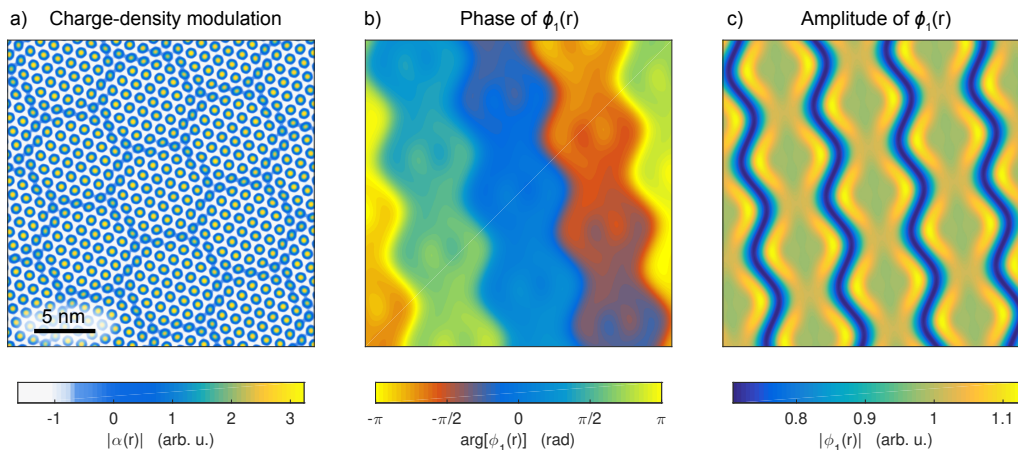 a) Charge-density modulation
b) Phase of ϕ₁(r)
c) Amplitude of ϕ₁(r)
5 nm
-1 0 1 2 3
|α(r)| (arb. u.)
-π -π/2 0 π/2 π
arg[ϕ₁(r)] (rad)
0.8 0.9 1 1.1
|ϕ₁(r)| (arb. u.)